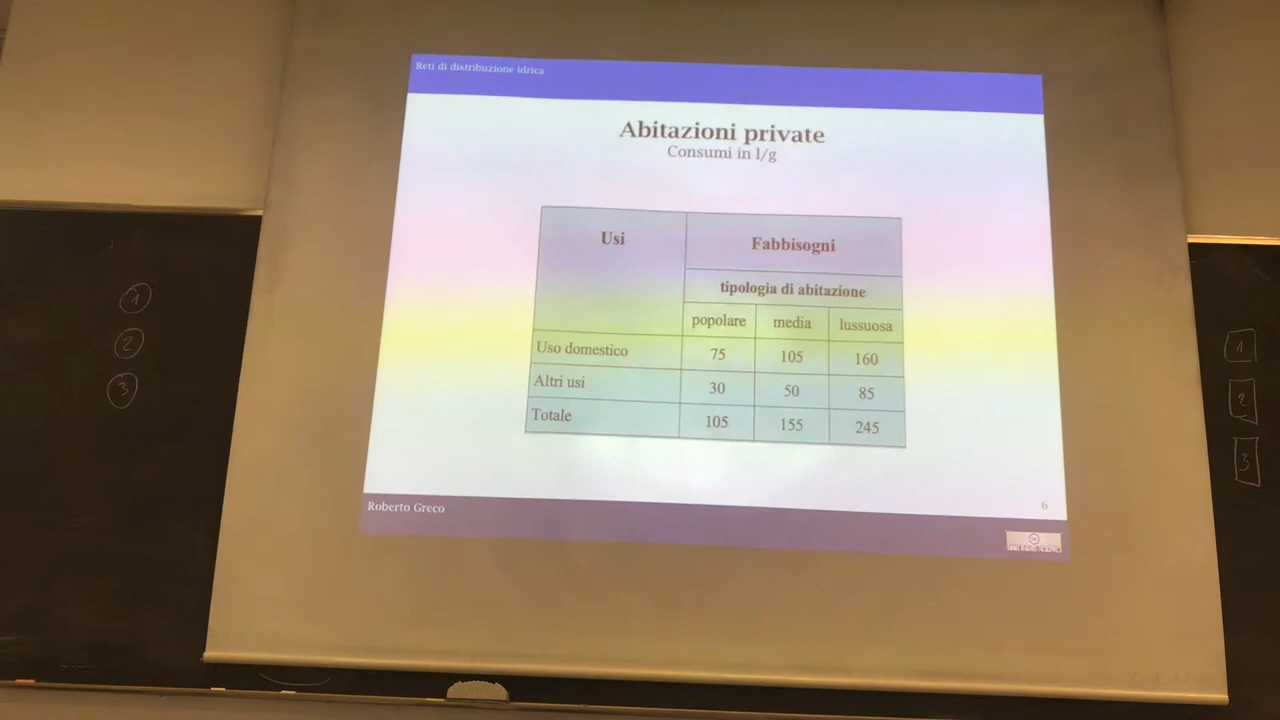 Reti di distribuzione idrica
Abitazioni private
Consumi in l/g
Usi
Fabbisogni
tipologia di abitazione
popolare media lussuosa
Uso domestico 75 105 160
Altri usi 30 50 85
Totale 105 155 245
Roberto Greco
6
1
2
3
1
2
3